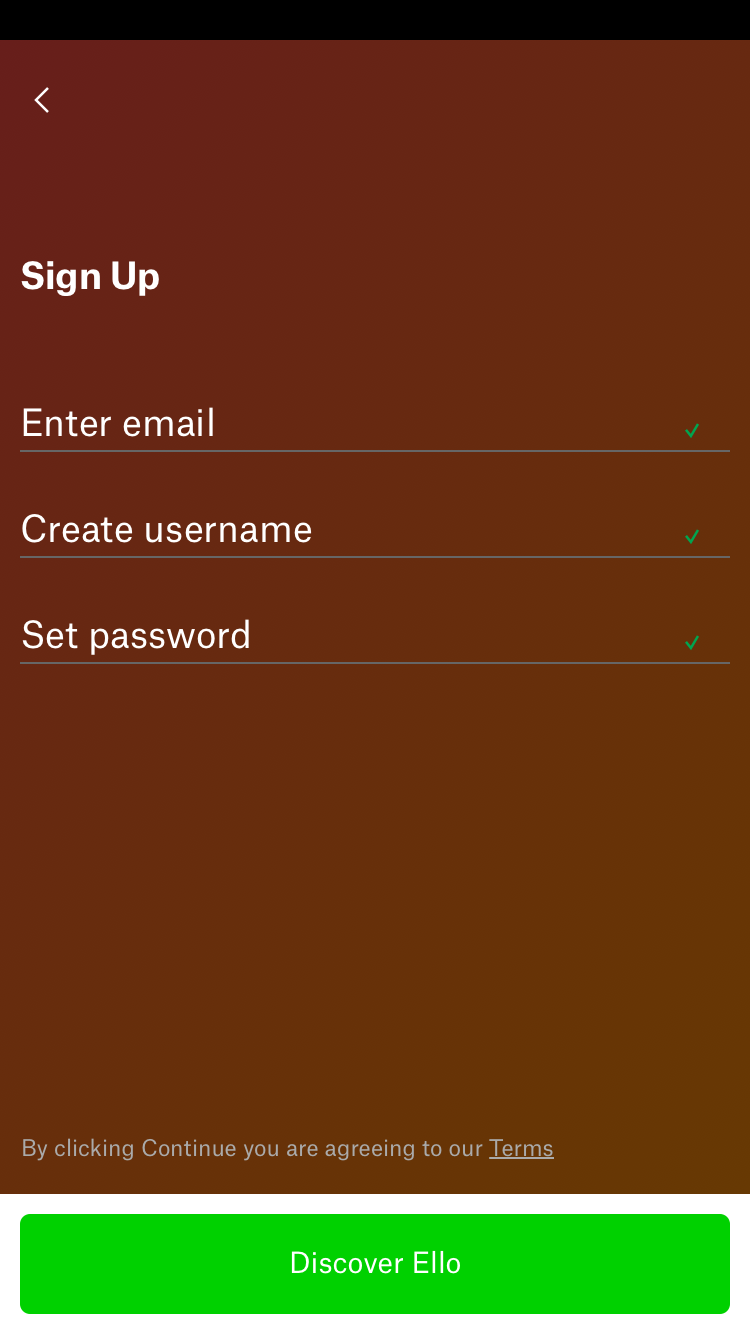 Sign Up
Enter email
Create username
Set password
By clicking Continue you are agreeing to our Terms
Discover Ello